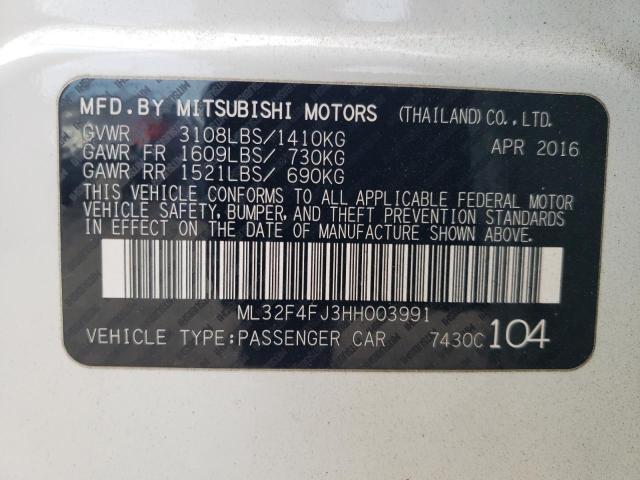 MFD. BY MITSUBISHI MOTORS (THAILAND) CO., LTD.
GVWR 3108LBS/1410KG APR 2016
GAWR FR 1609LBS/ 730KG
GAWR RR 1521LBS/ 690KG
THIS VEHICLE CONFORMS TO ALL APPLICABLE FEDERAL MOTOR
VEHICLE SAFETY, BUMPER, AND THEFT PREVENTION STANDARDS
IN EFFECT ON THE DATE OF MANUFACTURE SHOWN ABOVE.
ML32F4FJ3HH003991
VEHICLE TYPE:PASSENGER CAR 7430C 104